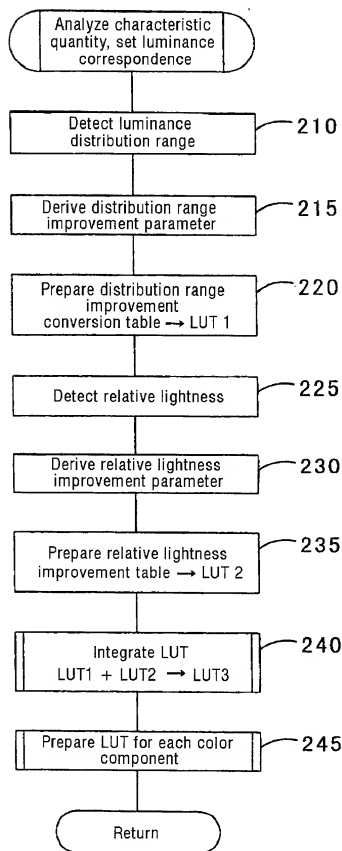 Analyze characteristic
quantity, set luminance
correspondence
Detect luminance
distribution range
210
Derive distribution range
improvement parameter
215
Prepare distribution range
improvement
conversion table → LUT 1
220
Detect relative lightness
225
Derive relative lightness
improvement parameter
230
Prepare relative lightness
improvement table → LUT 2
235
Integrate LUT
LUT1 + LUT2 → LUT3
240
Prepare LUT for each color
component
245
Return